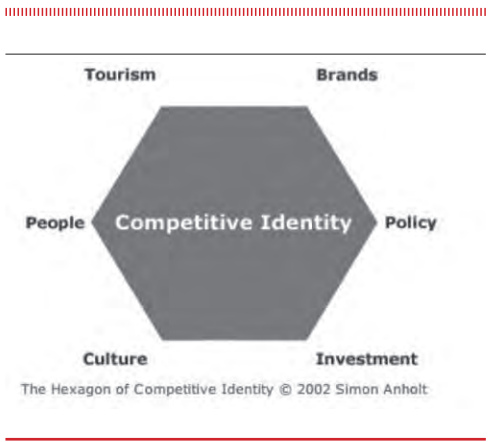 Tourism Brands
People Competitive Identity Policy
Culture Investment
The Hexagon of Competitive Identity © 2002 Simon Anholt